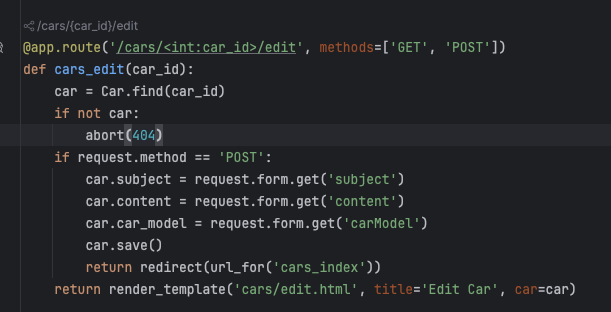 /cars/{car_id}/edit
@app.route('/cars/<int:car_id>/edit', methods=['GET', 'POST'])
def cars_edit(car_id):
    car = Car.find(car_id)
    if not car:
        abort(404)
    if request.method == 'POST':
        car.subject = request.form.get('subject')
        car.content = request.form.get('content')
        car.car_model = request.form.get('carModel')
        car.save()
        return redirect(url_for('cars_index'))
    return render_template('cars/edit.html', title='Edit Car', car=car)